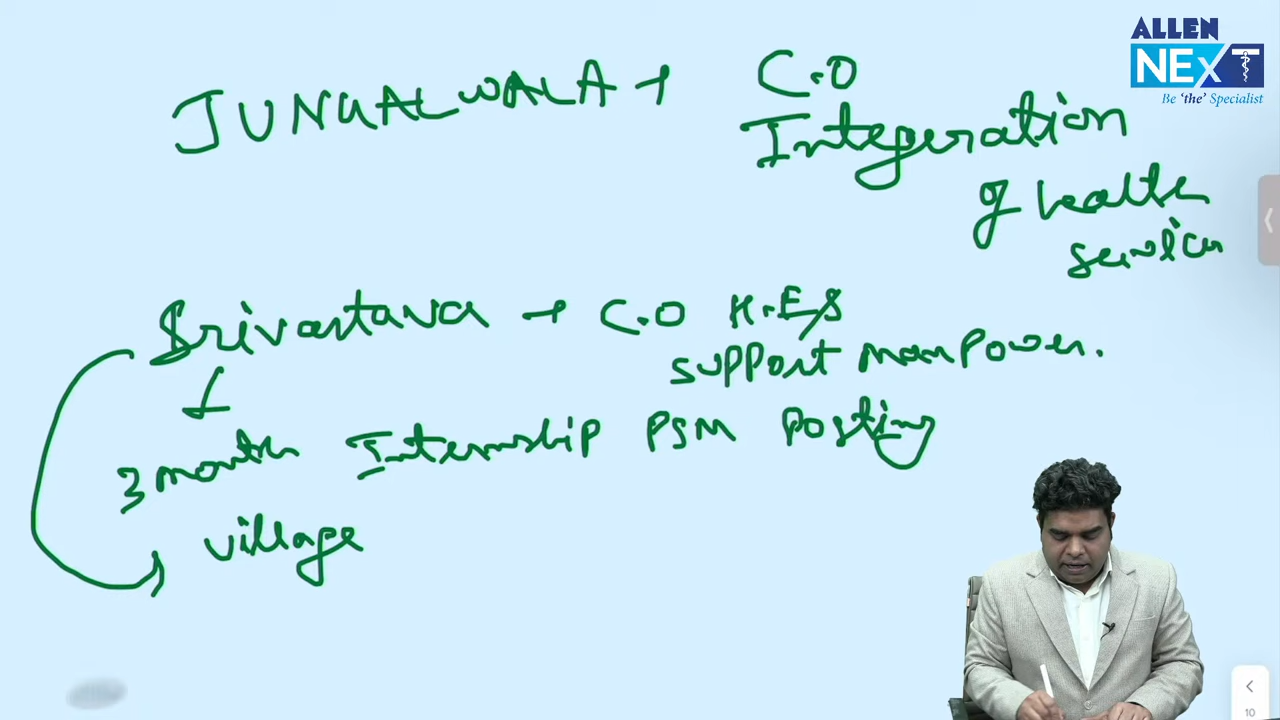 ALLEN
NEXT
Be 'the' Specialist
JUNGALWALA → C.O
Integeration
of health
services
Srivastava → C.O H.E/S
support manpower.
3 month Internship PSM Posting
village
10